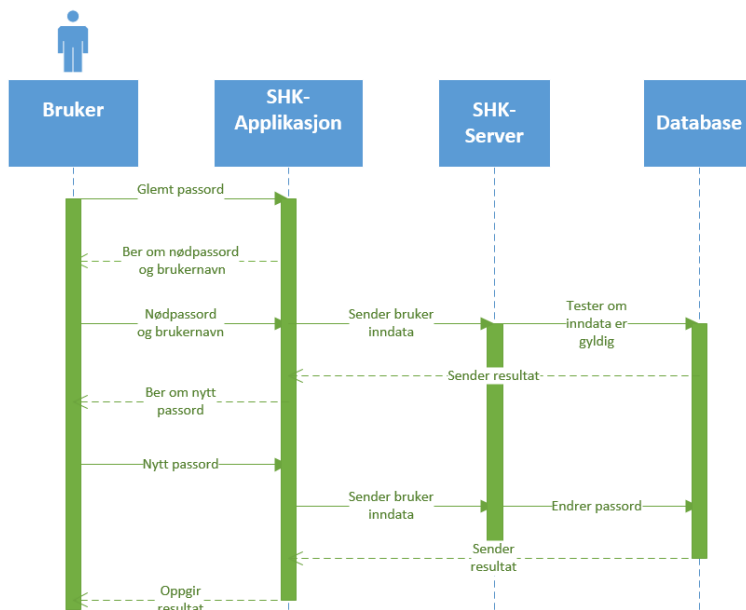 Bruker
SHK-
Applikasjon
SHK-
Server
Database
Glemt passord
Ber om nødpassord
og brukernavn
Nødpassord
og brukernavn
Sender bruker
inndata
Tester om
inndata er
gyldig
Sender resultat
Ber om nytt
passord
Nytt passord
Sender bruker
inndata
Endrer passord
Sender
resultat
Oppgir
resultat